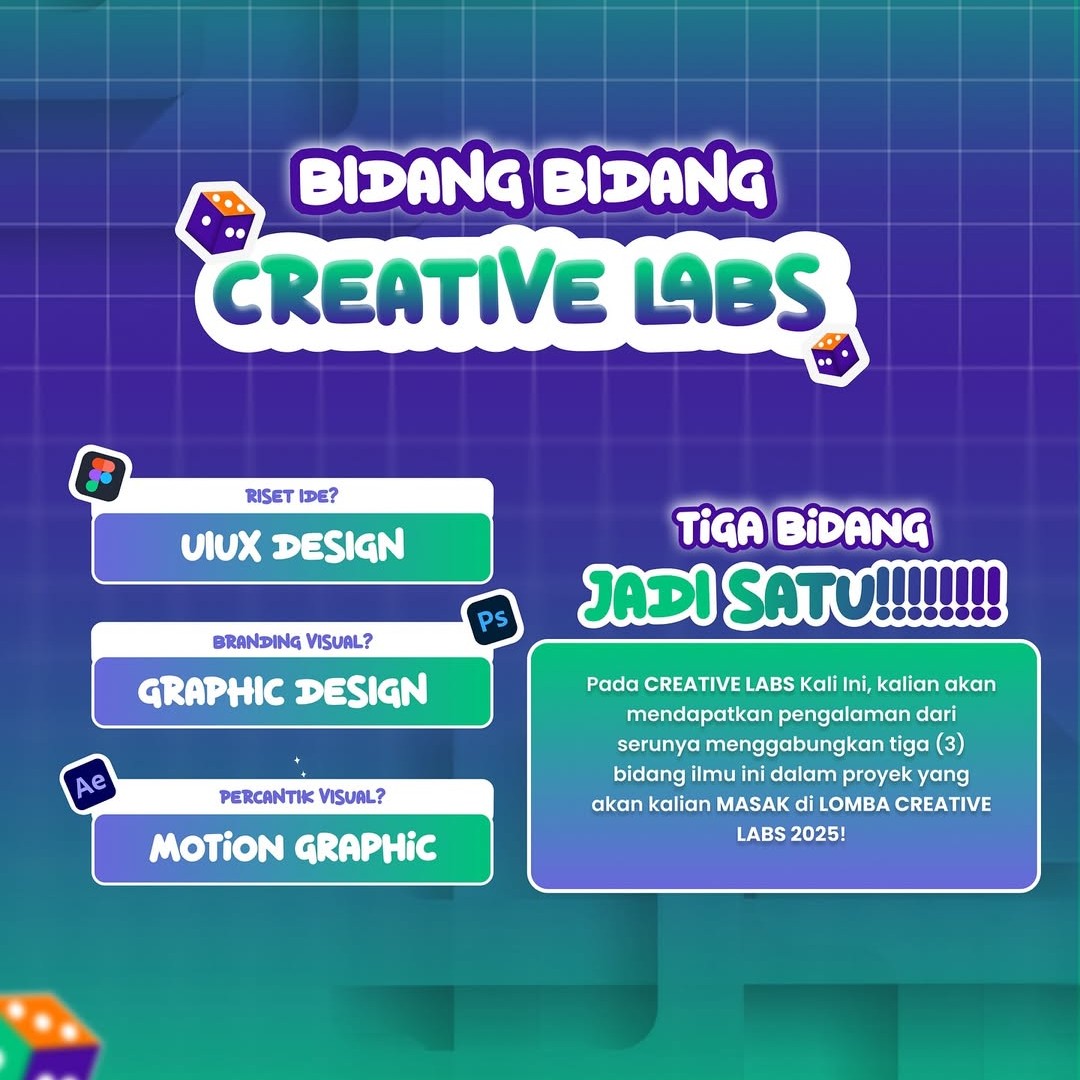 BIDANG BIDANG
CREATIVE LABS
RISET IDE?
UIUX DESIGN
Ps
BRANDING VISUAL?
GRAPHIC DESIGN
Ae
PERCANTIK VISUAL?
MOTION GRAPHIC
TIGA BIDANG
JADI SATU!!!!!!!!!
Pada CREATIVE LABS Kali Ini, kalian akan
mendapatkan pengalaman dari
serunya menggabungkan tiga (3)
bidang ilmu ini dalam proyek yang
akan kalian MASAK di LOMBA CREATIVE
LABS 2025!